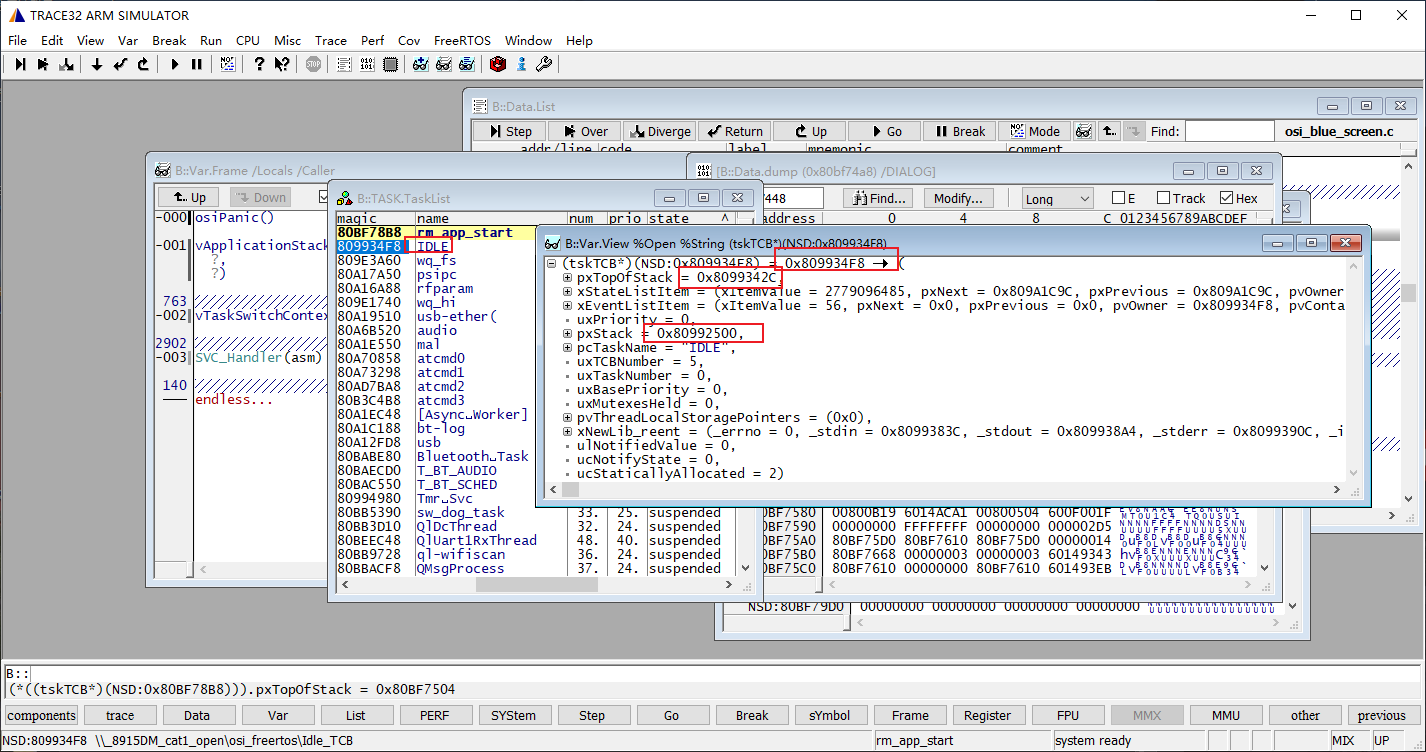 TRACE32 ARM SIMULATOR
File Edit View Var Break Run CPU Misc Trace Perf Cov FreeRTOS Window Help
B::Data.List
Step Over Diverge Return Up Go Break Mode Find: osi_blue_screen.c
addr/line code label mnemonic comment
B::Var.Frame /Locals /Caller
Up Down
-000 osiPanic()
-001 vApplicationStack
?,
?)
763
-002 vTaskSwitchContex
2902
-003 SVC_Handler(asm)
140
endless...
B::TASK.TaskList
magic name num prio state
80BF78B8 rm_app_start
809934F8 IDLE
809E3A60 wq_fs
80A17A50 psipc
80A16A88 rfparam
809E1740 wq_hi
80A19510 usb-ether(
80A6B520 audio
80A1E550 mal
80A70858 atcmd0
80A73298 atcmd1
80AD7BA8 atcmd2
80B3C4B8 atcmd3
80A1EC48 [Async␣Worker]
80A1C188 bt-log
80A12FD8 usb
80BABE80 Bluetooth␣Task
80BAECD0 T_BT_AUDIO
80BAC550 T_BT_SCHED
80994980 Tmr␣Svc
80BB5390 sw_dog_task 33. 25. suspended
80BB3D10 QlDcThread 32. 24. suspended
80BEEC48 QlUart1RxThread 48. 40. suspended
80BB9728 ql-wifiscan 36. 24. suspended
80BBACF8 QMsgProcess 37. 24. suspended
[B::Data.dump (0x80bf74a8) /DIALOG]
7448 Find... Modify... Long E Track Hex
address 0 4 8 C 0123456789ABCDEF
B::Var.View %Open %String (tskTCB*)(NSD:0x809934F8)
(tskTCB*)(NSD:0x809934F8) = 0x809934F8 → (
pxTopOfStack = 0x8099342C,
xStateListItem = (xItemValue = 2779096485, pxNext = 0x809A1C9C, pxPrevious = 0x809A1C9C, pvOwner
xEventListItem = (xItemValue = 56, pxNext = 0x0, pxPrevious = 0x0, pvOwner = 0x809934F8, pvConta
uxPriority = 0,
pxStack = 0x80992500,
pcTaskName = "IDLE",
uxTCBNumber = 5,
uxTaskNumber = 0,
uxBasePriority = 0,
uxMutexesHeld = 0,
pvThreadLocalStoragePointers = (0x0),
xNewLib_reent = (_errno = 0, _stdin = 0x8099383C, _stdout = 0x809938A4, _stderr = 0x8099390C, _i
ulNotifiedValue = 0,
ucNotifyState = 0,
ucStaticallyAllocated = 2)
80BF7580 00800B19 6014ACA1 00800504 600F001F
80BF7590 00000000 FFFFFFFF 00000000 000002D5
80BF75A0 80BF75D0 80BF7610 80BF75D0 00000014
80BF75B0 80BF7668 00000003 00000003 60149343
80BF75C0 80BF7610 00000000 80BF7610 601493EB
NSD:80BF79D0 00000000 00000000 00000000 00000000
B::
(*((tskTCB*)(NSD:0x80BF78B8))).pxTopOfStack = 0x80BF7504
components trace Data Var List PERF SYStem Step Go Break sYmbol Frame Register FPU MMX MMU other previous
NSD:809934F8 \\_8915DM_cat1_open\osi_freertos\Idle_TCB rm_app_start system ready MIX UP